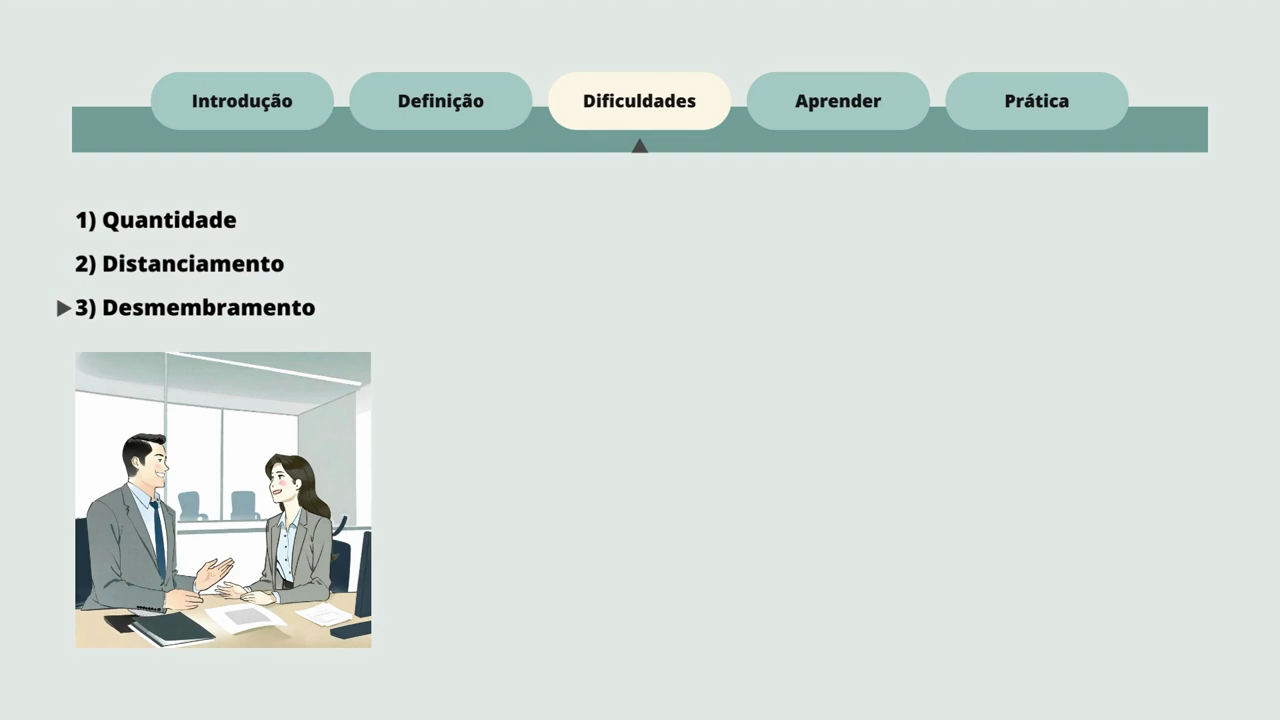 Introdução
Definição
Dificuldades
Aprender
Prática
1) Quantidade
2) Distanciamento
3) Desmembramento